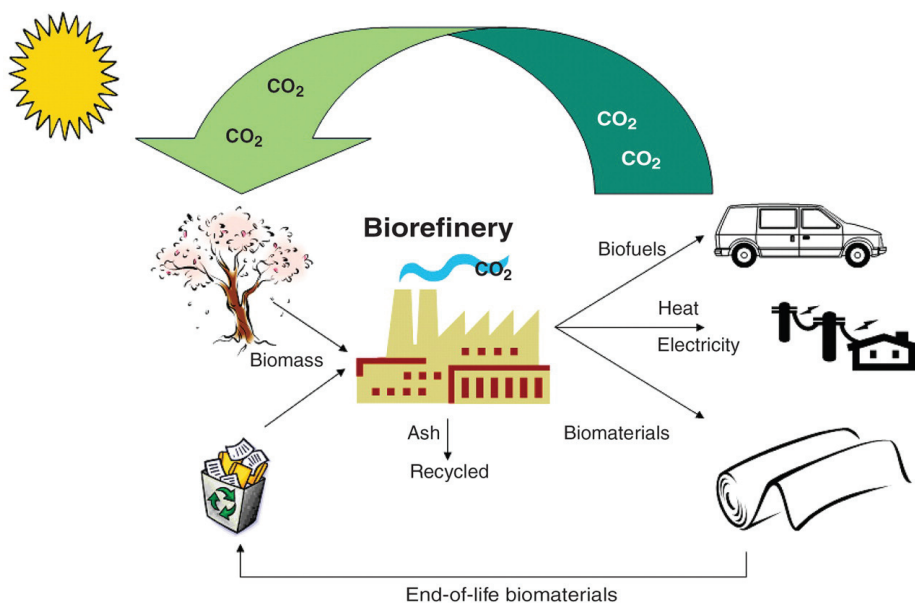 CO₂
CO₂
CO₂
CO₂
Biorefinery
CO₂
Biofuels
Heat
Electricity
Biomass
Biomaterials
Ash
Recycled
End-of-life biomaterials